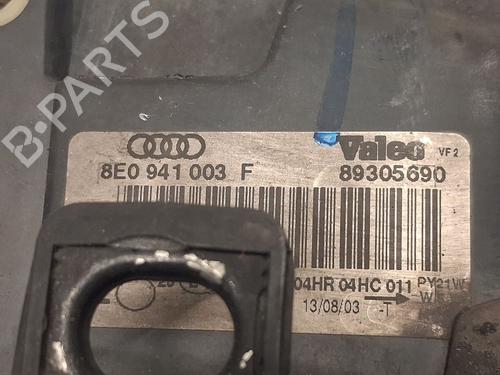 B-PARTS
Valeo VF2
8E0 941 003 F 89305690
04HR 04HC 011 PY21W
13/08/03 -T